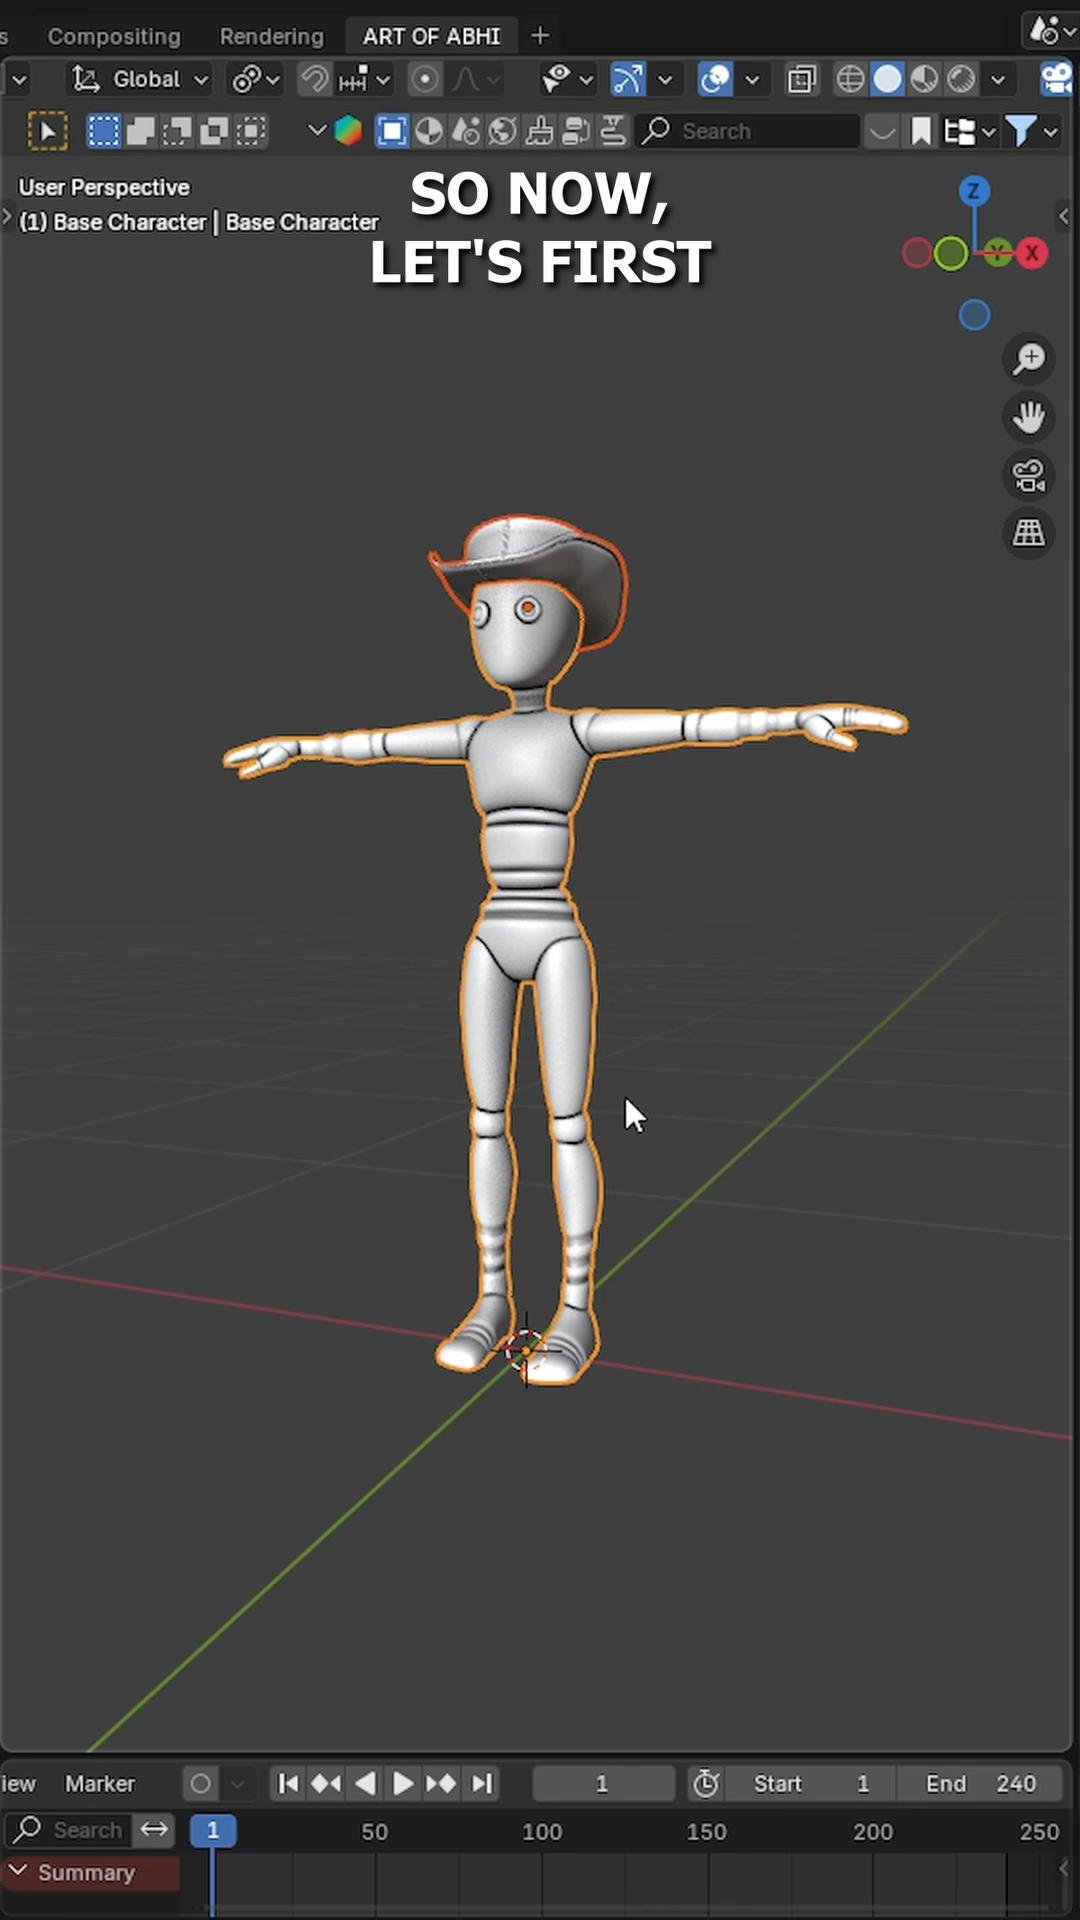 s Compositing Rendering ART OF ABHI +
Global
Search
User Perspective
(1) Base Character | Base Character
SO NOW,
LET'S FIRST
Z
Y X
iew Marker 1 Start 1 End 240
Search 1 50 100 150 200 250
Summary